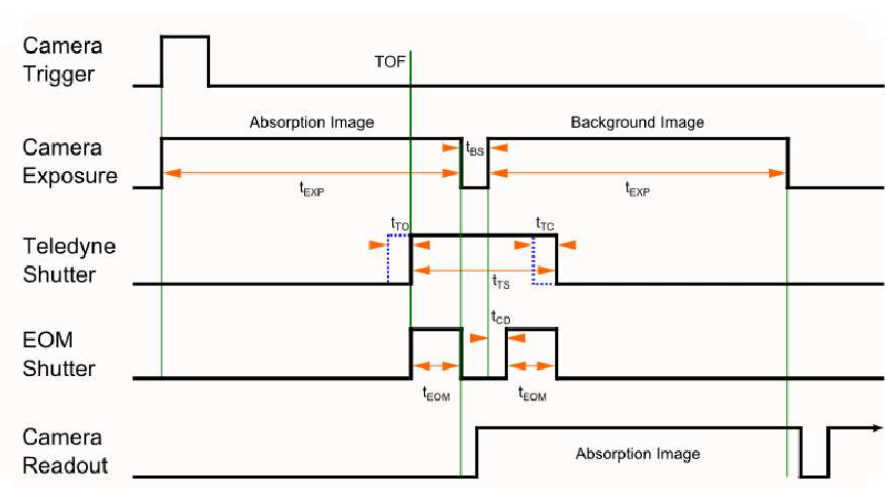 Camera
Trigger
TOF
Absorption Image
Background Image
Camera
Exposure
tBS
tEXP
tEXP
tTO
tTC
Teledyne
Shutter
tTS
tCD
EOM
Shutter
tEOM
tEOM
Camera
Readout
Absorption Image